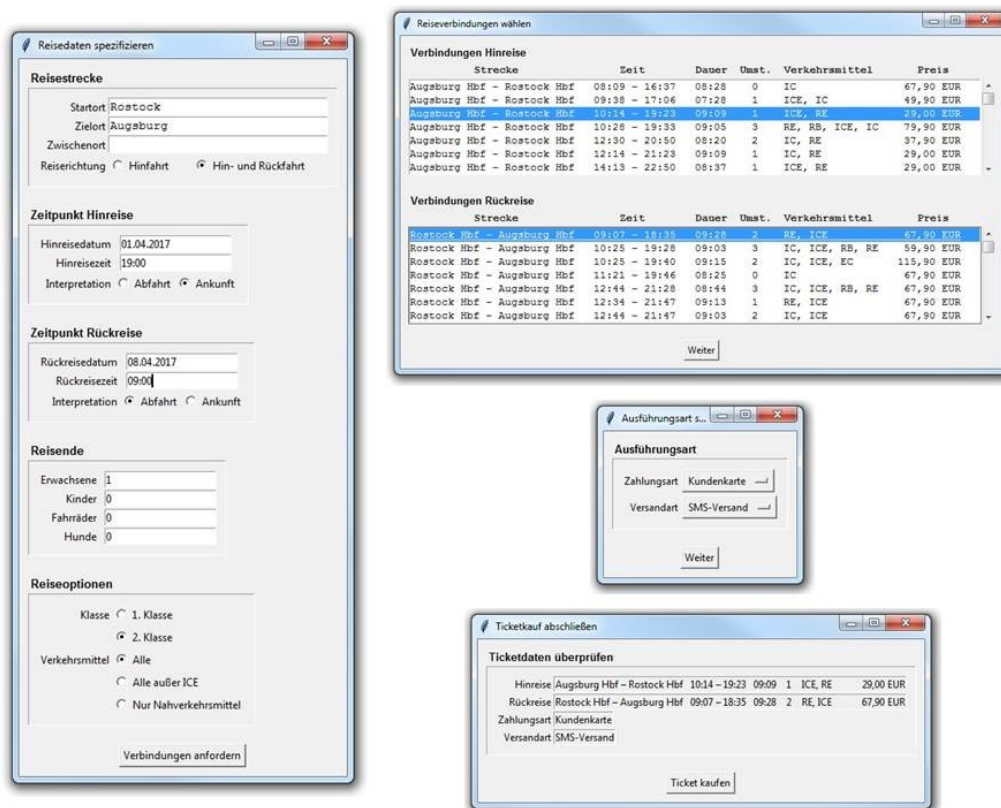 Reisedaten spezifizieren
Reisestrecke
Startort Rostock
Zielort Augsburg
Zwischenort
Reiserichtung Hinfahrt Hin- und Rückfahrt
Zeitpunkt Hinreise
Hinreisedatum 01.04.2017
Hinreisezeit 19:00
Interpretation Abfahrt Ankunft
Zeitpunkt Rückreise
Rückreisedatum 08.04.2017
Rückreisezeit 09:00
Interpretation Abfahrt Ankunft
Reisende
Erwachsene 1
Kinder 0
Fahrräder 0
Hunde 0
Reiseoptionen
Klasse 1. Klasse
2. Klasse
Verkehrsmittel Alle
Alle außer ICE
Nur Nahverkehrsmittel
Verbindungen anfordern
Reiseverbindungen wählen
Verbindungen Hinreise
Strecke Zeit Dauer Umst. Verkehrsmittel Preis
Augsburg Hbf - Rostock Hbf 08:09 - 16:37 08:28 0 IC 67,90 EUR
Augsburg Hbf - Rostock Hbf 09:38 - 17:06 07:28 1 ICE, IC 49,90 EUR
Augsburg Hbf - Rostock Hbf 10:14 - 19:23 09:09 1 ICE, RE 29,00 EUR
Augsburg Hbf - Rostock Hbf 10:28 - 19:33 09:05 3 RE, RB, ICE, IC 79,90 EUR
Augsburg Hbf - Rostock Hbf 12:30 - 20:50 08:20 2 IC, RE 37,90 EUR
Augsburg Hbf - Rostock Hbf 12:14 - 21:23 09:09 1 IC, RE 29,00 EUR
Augsburg Hbf - Rostock Hbf 14:13 - 22:50 08:37 1 ICE, RE 29,00 EUR
Verbindungen Rückreise
Strecke Zeit Dauer Umst. Verkehrsmittel Preis
Rostock Hbf - Augsburg Hbf 09:07 - 18:35 09:28 2 RE, ICE 67,90 EUR
Rostock Hbf - Augsburg Hbf 10:25 - 19:28 09:03 3 IC, ICE, RB, RE 59,90 EUR
Rostock Hbf - Augsburg Hbf 10:25 - 19:40 09:15 2 IC, ICE, EC 115,90 EUR
Rostock Hbf - Augsburg Hbf 11:21 - 19:46 08:25 0 IC 67,90 EUR
Rostock Hbf - Augsburg Hbf 12:44 - 21:28 08:44 3 IC, ICE, RB, RE 67,90 EUR
Rostock Hbf - Augsburg Hbf 12:34 - 21:47 09:13 1 RE, ICE 67,90 EUR
Rostock Hbf - Augsburg Hbf 12:44 - 21:47 09:03 2 IC, ICE 67,90 EUR
Weiter
Ausführungsart s...
Ausführungsart
Zahlungsart Kundenkarte
Versandart SMS-Versand
Weiter
Ticketkauf abschließen
Ticketdaten überprüfen
Hinreise Augsburg Hbf – Rostock Hbf 10:14 – 19:23 09:09 1 ICE, RE 29,00 EUR
Rückreise Rostock Hbf – Augsburg Hbf 09:07 – 18:35 09:28 2 RE, ICE 67,90 EUR
Zahlungsart Kundenkarte
Versandart SMS-Versand
Ticket kaufen